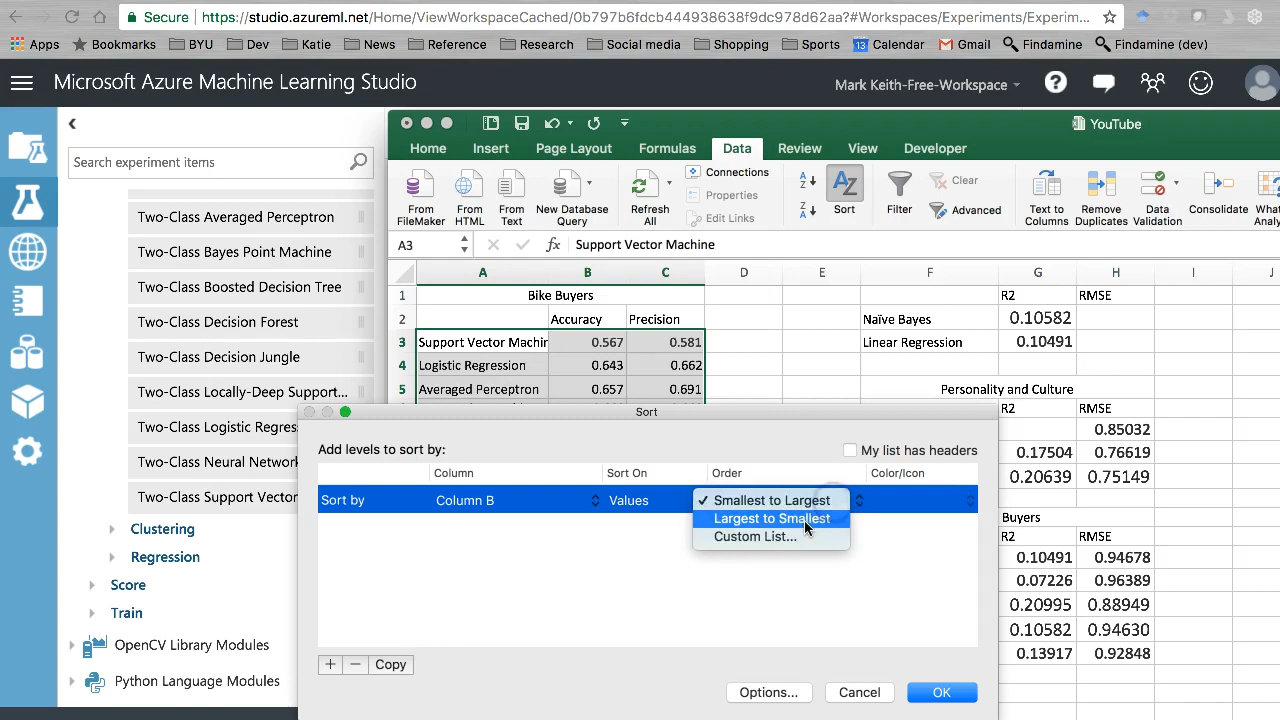 Secure https://studio.azureml.net/Home/ViewWorkspaceCached/0b797b6fdcb444938638f9dc978d62aa?#Workspaces/Experiments/Experim...
Apps Bookmarks BYU Dev Katie News Reference Research Social media Shopping Sports 13 Calendar Gmail Findamine Findamine (dev)
Microsoft Azure Machine Learning Studio
Mark Keith-Free-Workspace
Search experiment items
Two-Class Averaged Perceptron
Two-Class Bayes Point Machine
Two-Class Boosted Decision Tree
Two-Class Decision Forest
Two-Class Decision Jungle
Two-Class Locally-Deep Support...
Two-Class Logistic Regres
Two-Class Neural Network
Two-Class Support Vector
Clustering
Regression
Score
Train
OpenCV Library Modules
Python Language Modules
YouTube
Home Insert Page Layout Formulas Data Review View Developer
From FileMaker
From HTML
From Text
New Database Query
Refresh All
Connections
Properties
Edit Links
Sort
Filter
Clear
Advanced
Text to Columns
Remove Duplicates
Data Validation
Consolidate
What
Analy
A3 fx Support Vector Machine
A B C D E F G H I J
1 Bike Buyers R2 RMSE
2 Accuracy Precision Naïve Bayes 0.10582
3 Support Vector Machin 0.567 0.581 Linear Regression 0.10491
4 Logistic Regression 0.643 0.662
5 Averaged Perceptron 0.657 0.691 Personality and Culture
R2 RMSE
0.85032
0.17504 0.76619
0.20639 0.75149
Buyers
R2 RMSE
0.10491 0.94678
0.07226 0.96389
0.20995 0.88949
0.10582 0.94630
0.13917 0.92848
Sort
Add levels to sort by:
My list has headers
Column Sort On Order Color/Icon
Sort by Column B Values
Smallest to Largest
Largest to Smallest
Custom List...
+ − Copy
Options... Cancel OK